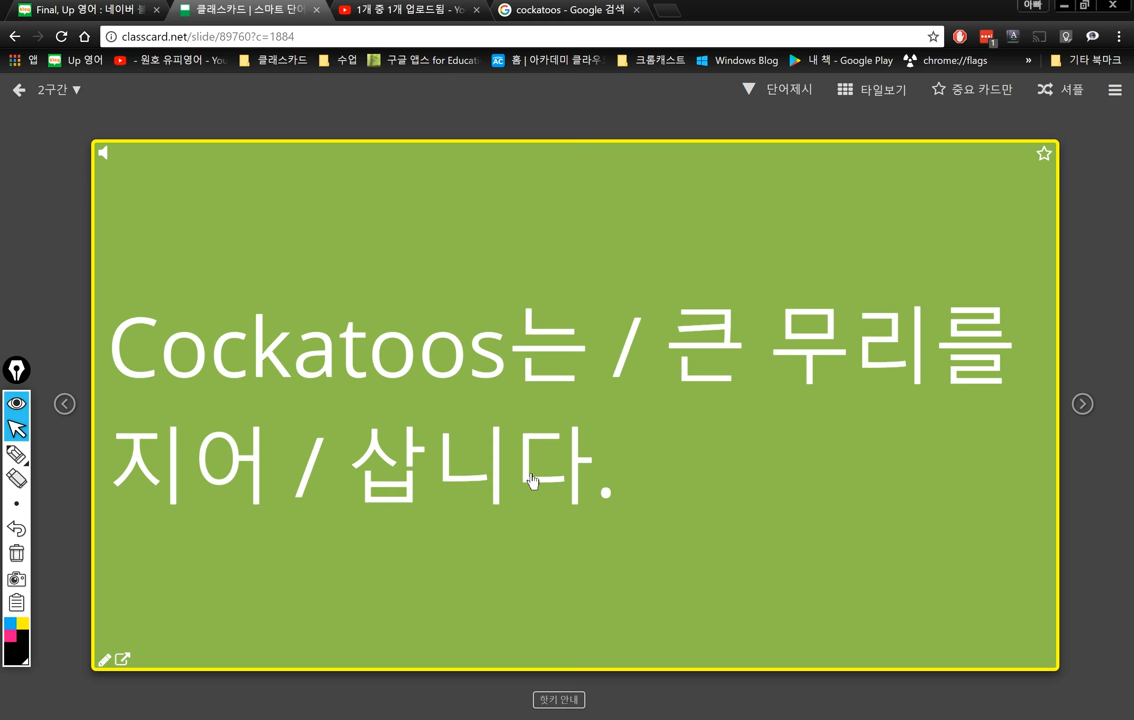 Final, Up 영어 : 네이버 블
클래스카드 | 스마트 단어
1개 중 1개 업로드됨 - Yo
cockatoos - Google 검색
아빠
classcard.net/slide/89760?c=1884
앱
Up 영어
- 원호 유피영어 - You
클래스카드
수업
구글 앱스 for Educati
홈 | 아카데미 클라우
크롬캐스트
Windows Blog
내 책 - Google Play
chrome://flags
»
기타 북마크
2구간 ▼
▼ 단어제시
타일보기
중요 카드만
셔플
Cockatoos는 / 큰 무리를
지어 / 삽니다.
핫키 안내